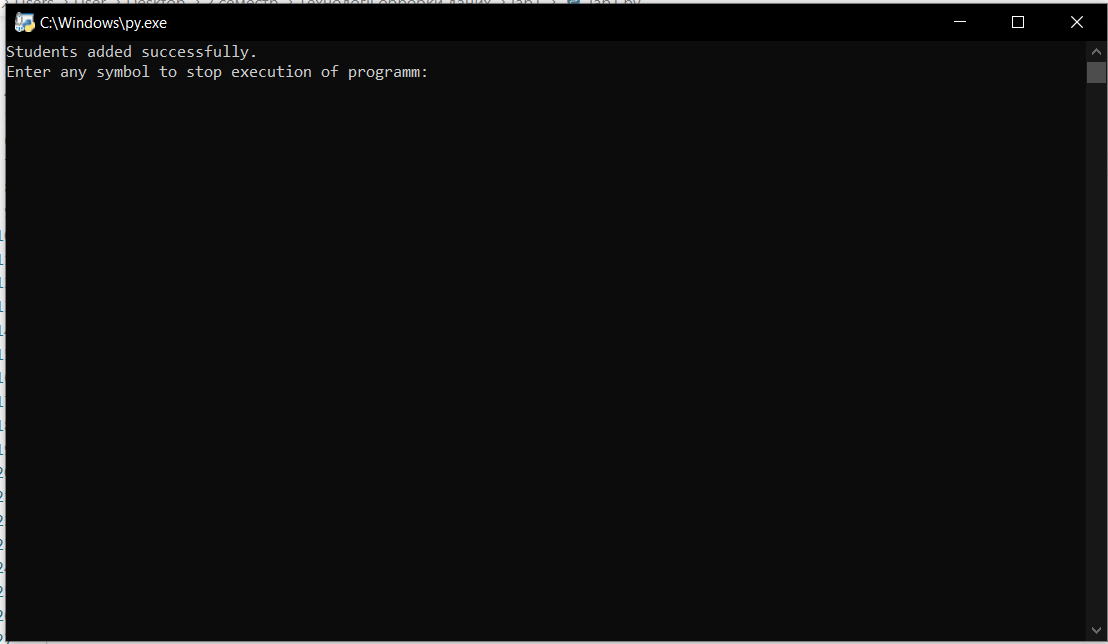 C:\Windows\py.exe
Students added successfully.
Enter any symbol to stop execution of programm: